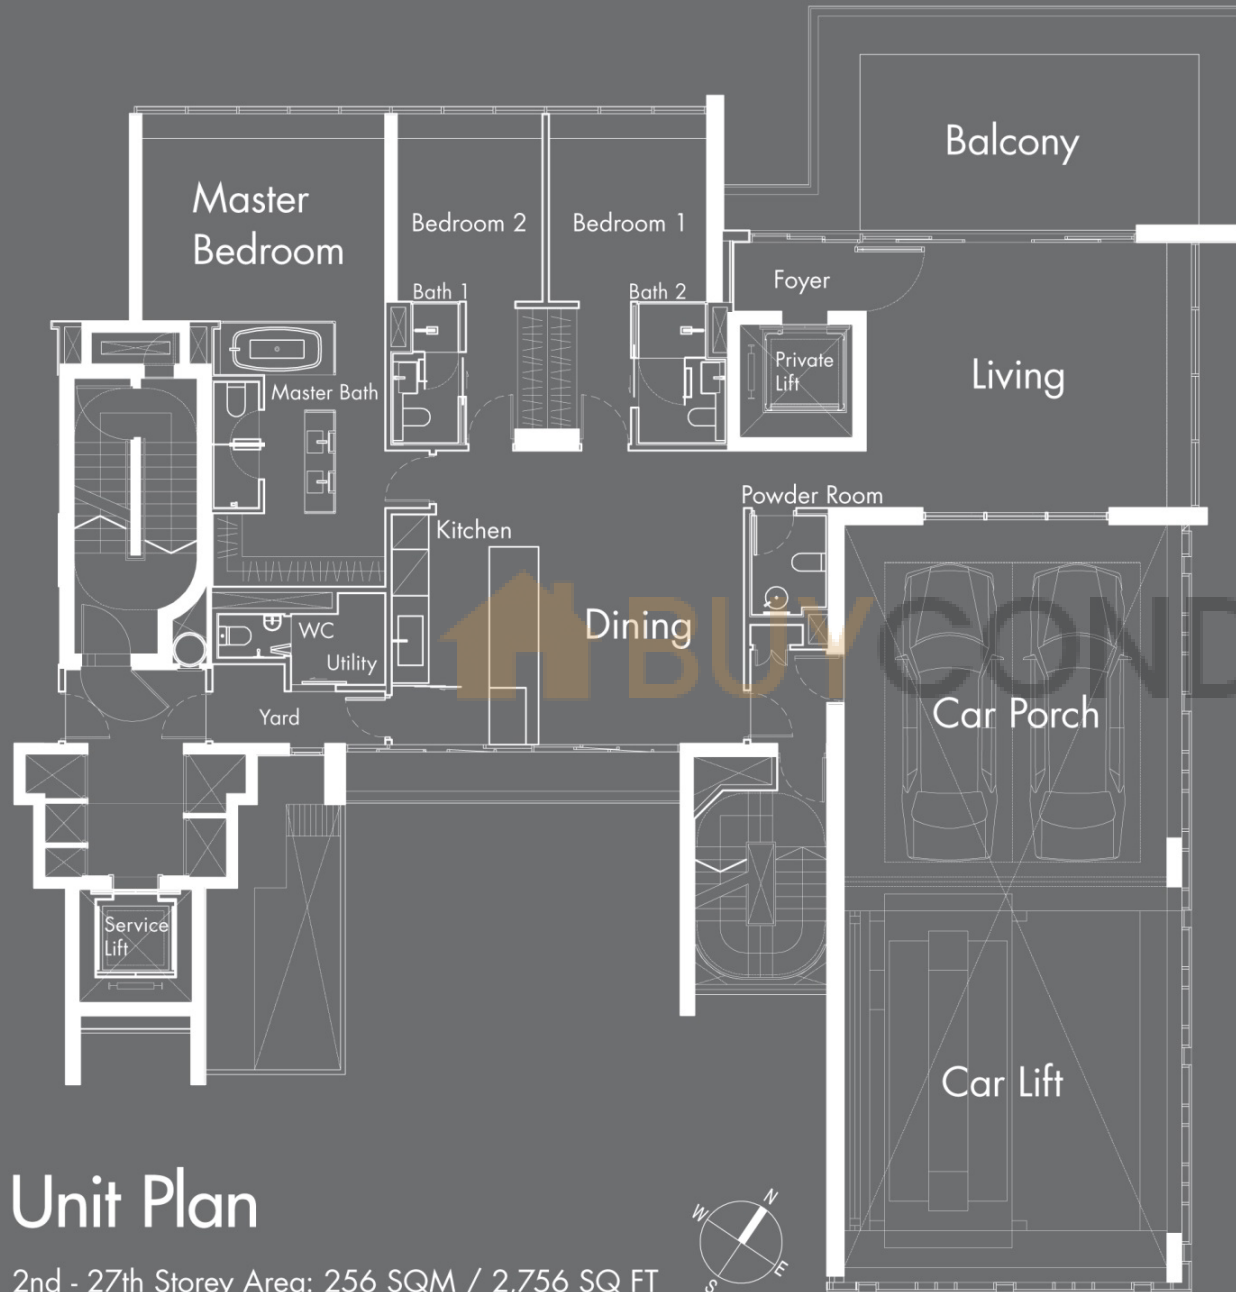 Balcony
Master
Bedroom
Bedroom 2
Bedroom 1
Foyer
Bath 1
Bath 2
Private
Lift
Living
Master Bath
Powder Room
Kitchen
Dining
WC
Utility
BUYCOND
Yard
Car Porch
Service
Lift
Car Lift
Unit Plan
N
W
E
S
2nd - 27th Storey Area: 256 SQM / 2,756 SQ FT